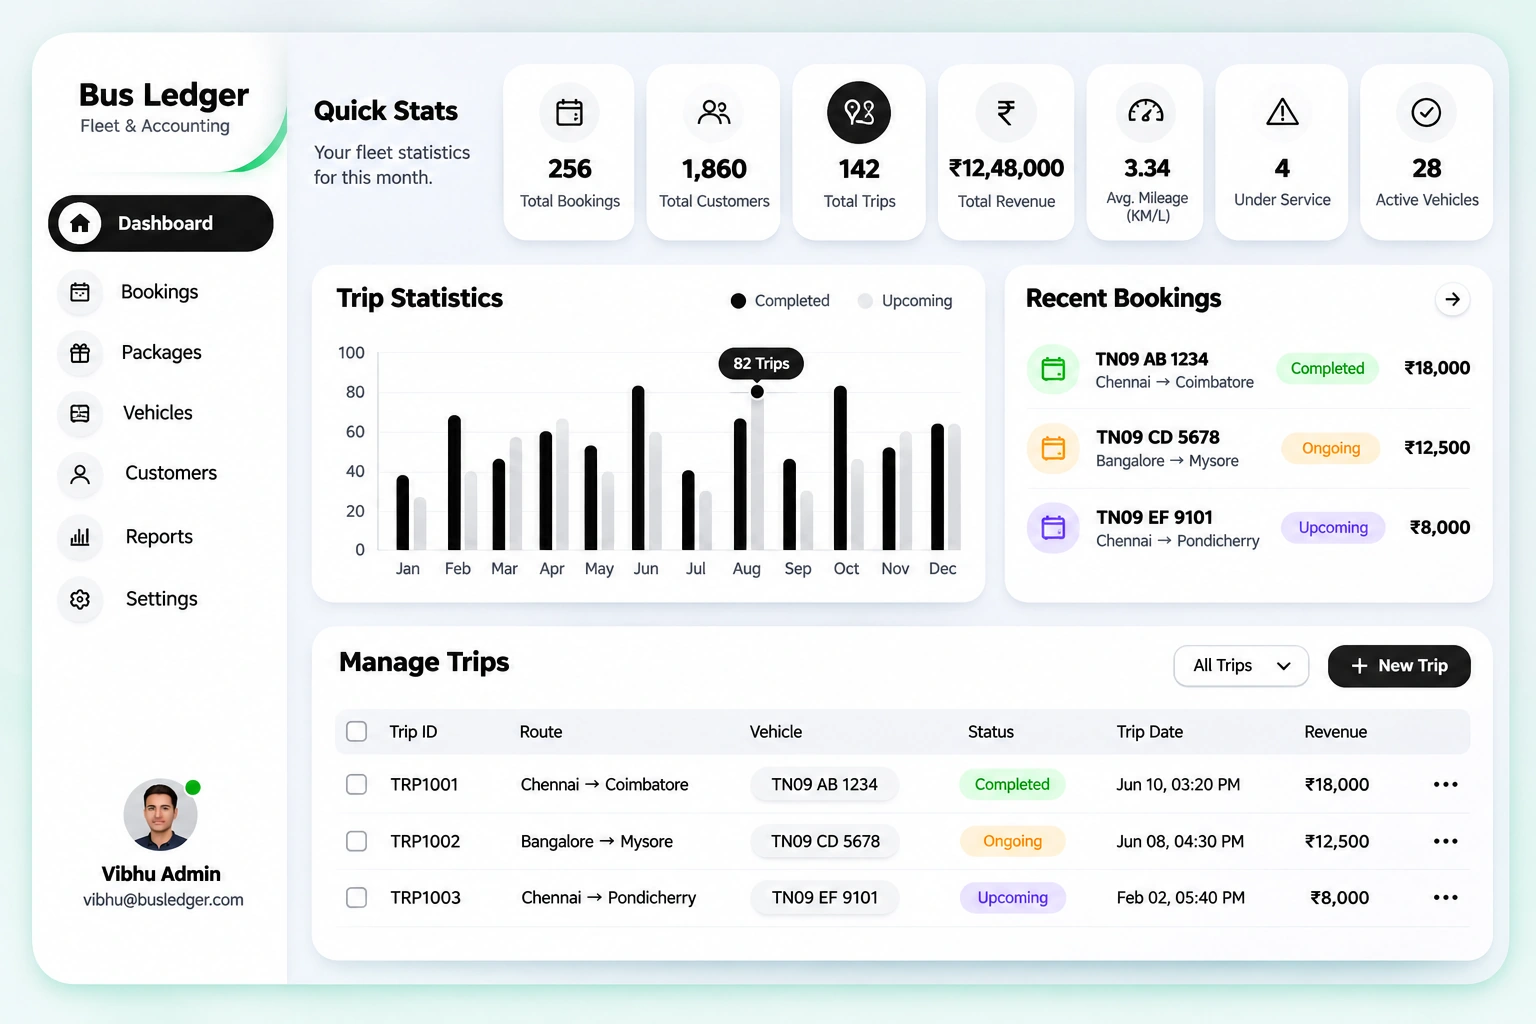 Bus Ledger
Fleet & Accounting
Dashboard
Bookings
Packages
Vehicles
Customers
Reports
Settings
Vibhu Admin
vibhu@busledger.com
Quick Stats
Your fleet statistics
for this month.
256
Total Bookings
1,860
Total Customers
142
Total Trips
₹12,48,000
Total Revenue
3.34
Avg. Mileage
(KM/L)
4
Under Service
28
Active Vehicles
Trip Statistics
Completed
Upcoming
100
80
60
40
20
0
82 Trips
Jan Feb Mar Apr May Jun Jul Aug Sep Oct Nov Dec
Recent Bookings
TN09 AB 1234
Chennai → Coimbatore
Completed
₹18,000
TN09 CD 5678
Bangalore → Mysore
Ongoing
₹12,500
TN09 EF 9101
Chennai → Pondicherry
Upcoming
₹8,000
Manage Trips
All Trips
+ New Trip
Trip ID Route Vehicle Status Trip Date Revenue
TRP1001 Chennai → Coimbatore TN09 AB 1234 Completed Jun 10, 03:20 PM ₹18,000
TRP1002 Bangalore → Mysore TN09 CD 5678 Ongoing Jun 08, 04:30 PM ₹12,500
TRP1003 Chennai → Pondicherry TN09 EF 9101 Upcoming Feb 02, 05:40 PM ₹8,000